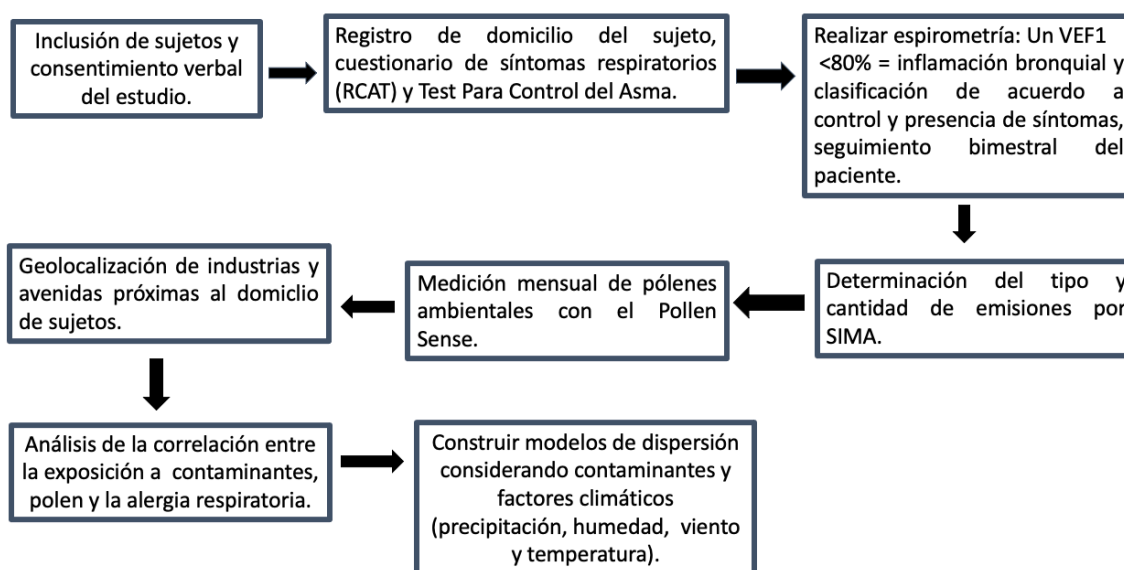 Inclusión de sujetos y
consentimiento verbal
del estudio.
Registro de domicilio del sujeto,
cuestionario de síntomas respiratorios
(RCAT) y Test Para Control del Asma.
Realizar espirometría: Un VEF1
<80% = inflamación bronquial y
clasificación de acuerdo a
control y presencia de síntomas,
seguimiento bimestral del
paciente.
Determinación del tipo y
cantidad de emisiones por
SIMA.
Medición mensual de pólenes
ambientales con el Pollen
Sense.
Geolocalización de industrias y
avenidas próximas al domiclio
de sujetos.
Análisis de la correlación entre
la exposición a contaminantes,
polen y la alergia respiratoria.
Construir modelos de dispersión
considerando contaminantes y
factores climáticos
(precipitación, humedad, viento
y temperatura).